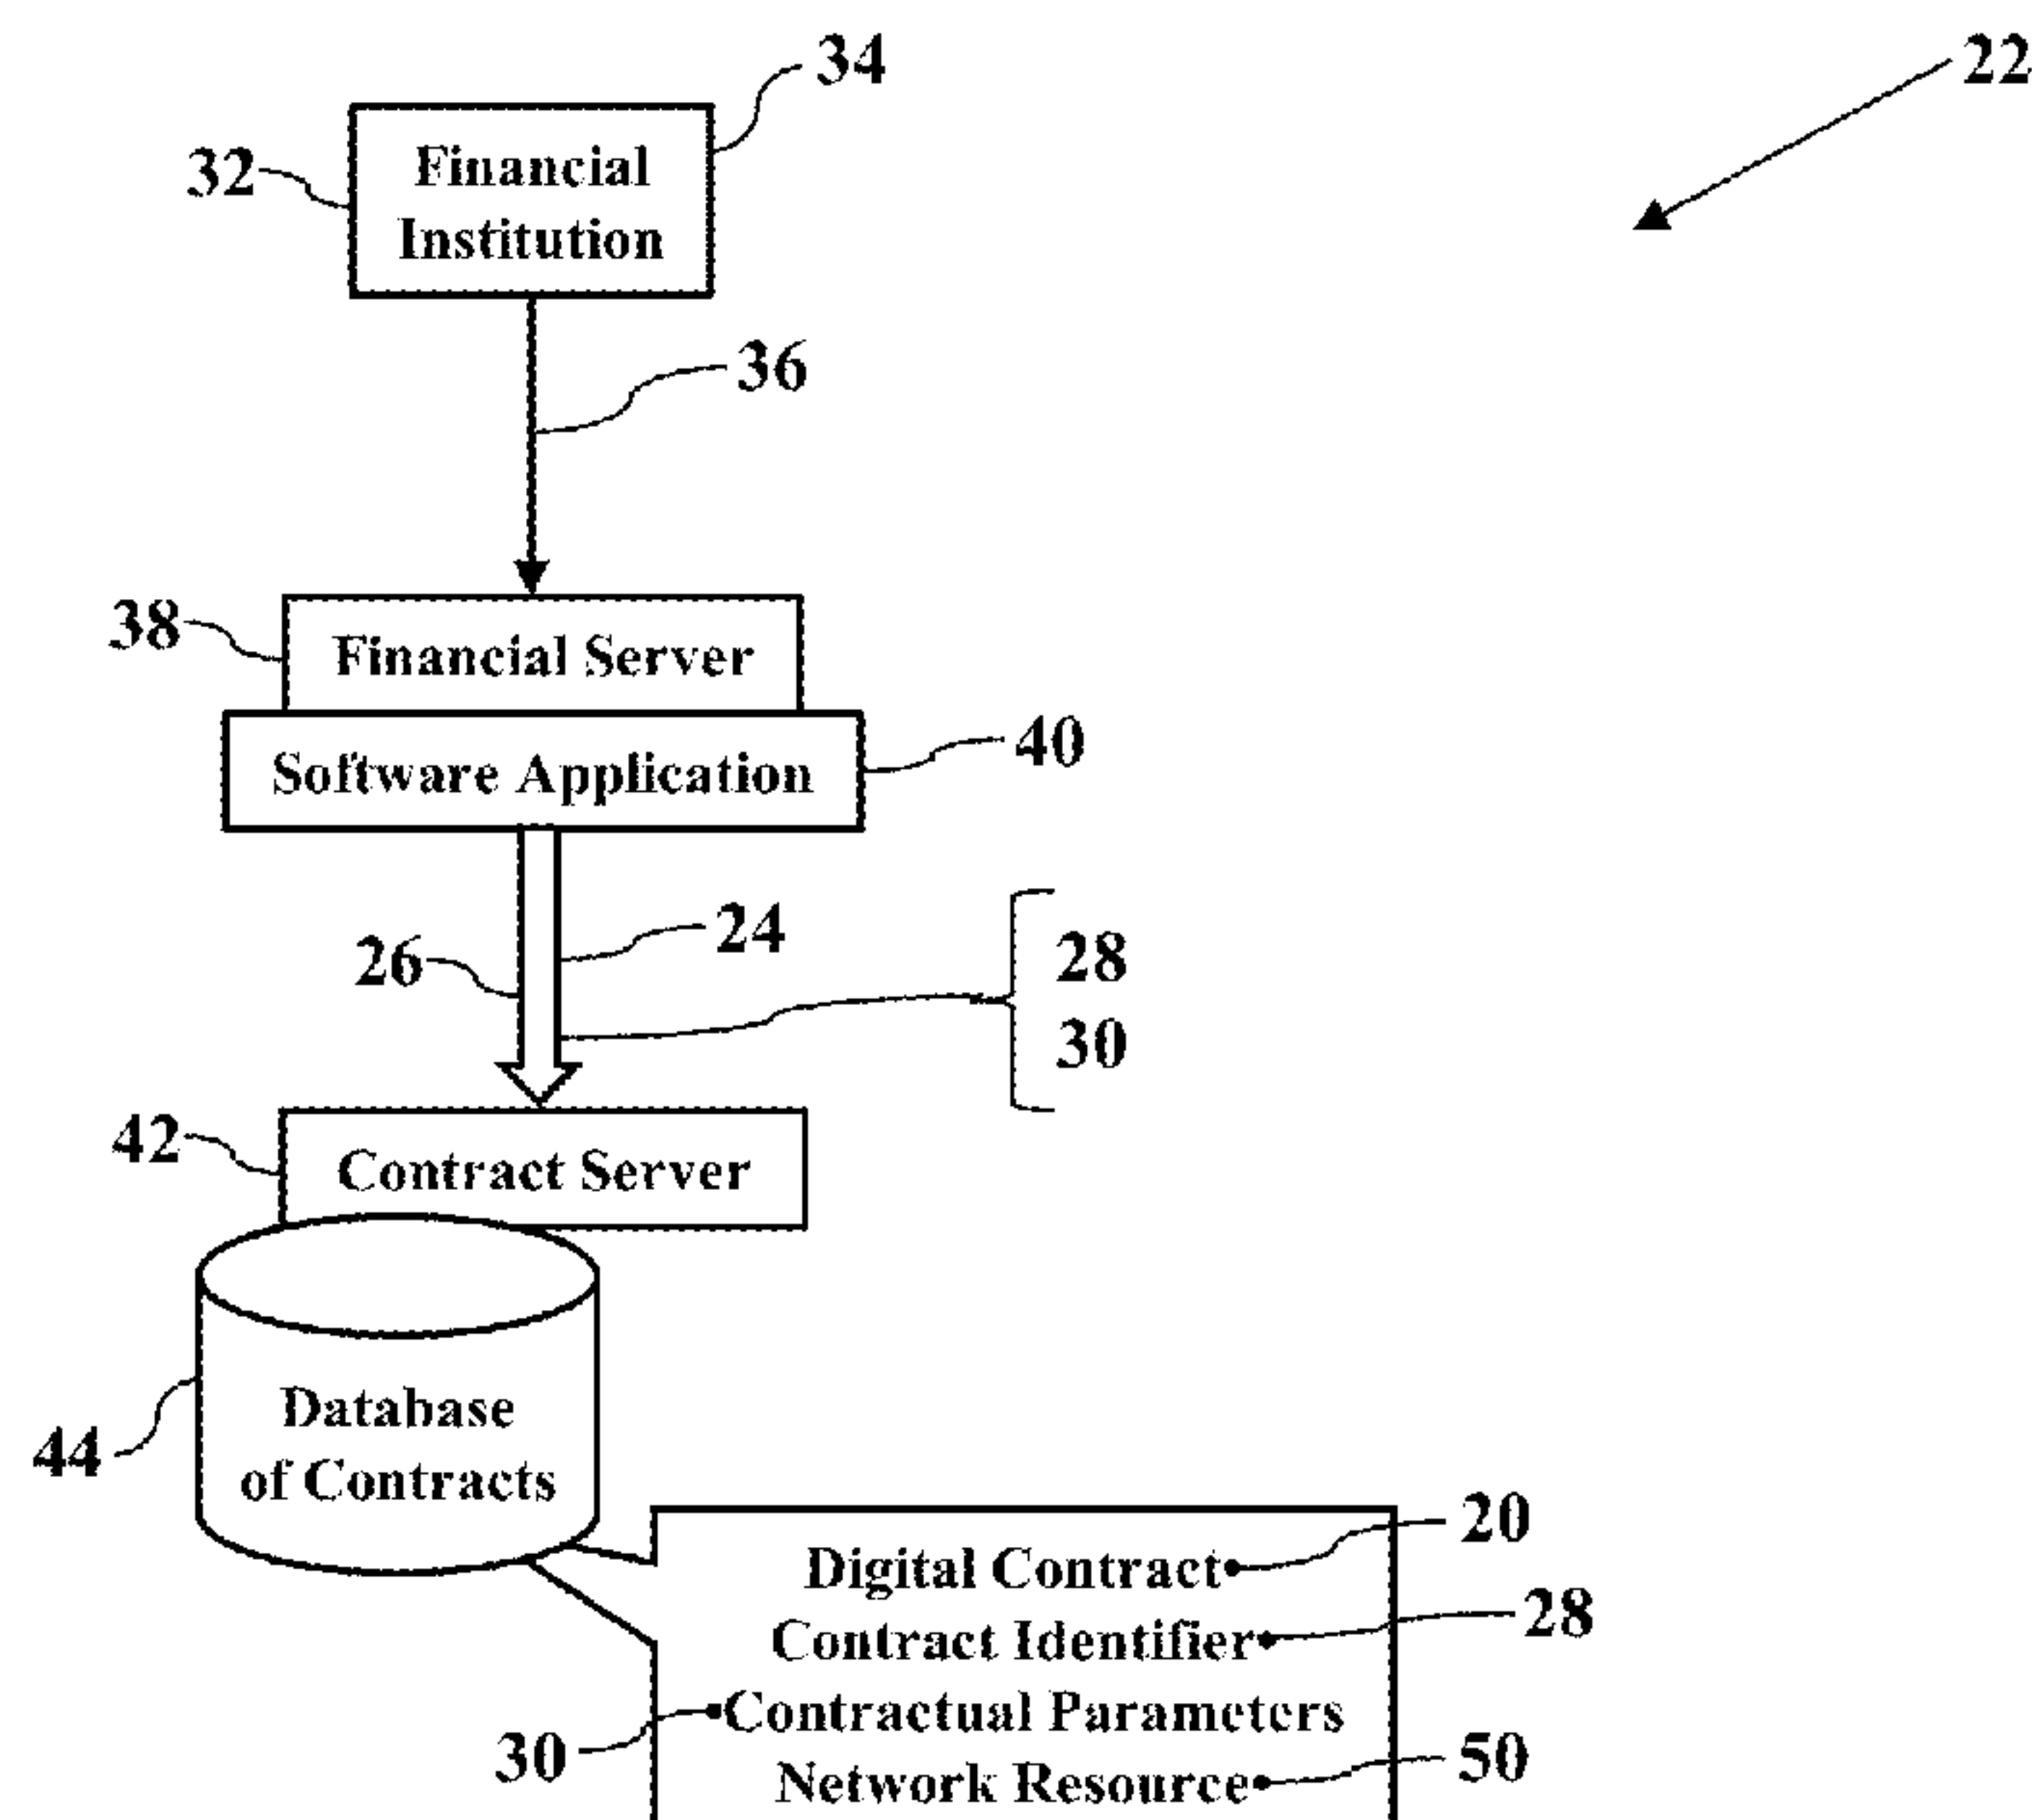 22
34
32
Financial
Institution
36
38
Financial Server
Software Application
40
26
24
28
30
42
Contract Server
44
Database
of Contracts
Digital Contract
20
Contract Identifier
28
30
Contractual Parameters
Network Resource
50